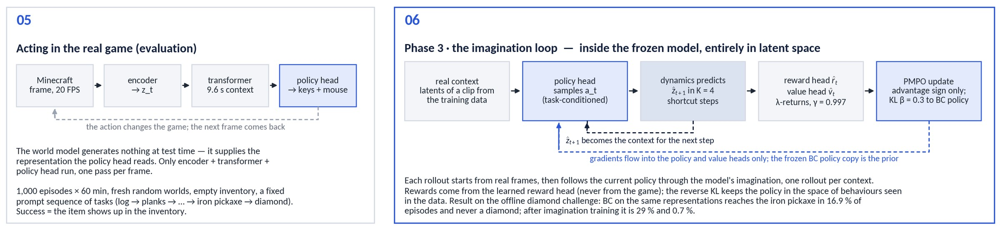 05
Acting in the real game (evaluation)
Minecraft
frame, 20 FPS
encoder
→ z_t
transformer
9.6 s context
policy head
→ keys + mouse
the action changes the game; the next frame comes back
The world model generates nothing at test time — it supplies the
representation the policy head reads. Only encoder + transformer +
policy head run, one pass per frame.
1,000 episodes × 60 min, fresh random worlds, empty inventory, a fixed
prompt sequence of tasks (log → planks → ... → iron pickaxe → diamond).
Success = the item shows up in the inventory.
06
Phase 3 · the imagination loop — inside the frozen model, entirely in latent space
real context
latents of a clip from
the training data
policy head
samples a_t
(task-conditioned)
dynamics predicts
ẑ_{t+1} in K = 4
shortcut steps
reward head r̂_t
value head v̂_t
λ-returns, γ = 0.997
PMPO update
advantage sign only;
KL β = 0.3 to BC policy
ẑ_{t+1} becomes the context for the next step
gradients flow into the policy and value heads only; the frozen BC policy copy is the prior
Each rollout starts from real frames, then follows the current policy through the model's imagination, one rollout per context.
Rewards come from the learned reward head (never from the game); the reverse KL keeps the policy in the space of behaviours seen
in the data. Result on the offline diamond challenge: BC on the same representations reaches the iron pickaxe in 16.9 % of
episodes and never a diamond; after imagination training it is 29 % and 0.7 %.